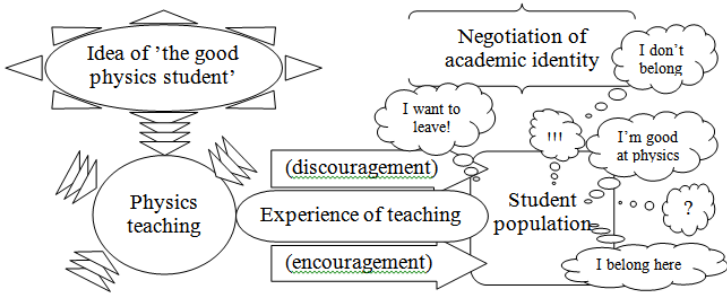 Idea of ’the good
physics student’
Negotiation of
academic identity
I don’t
belong
I want to
leave!
!!!
I’m good
at physics
(discouragement)
Physics
teaching
Experience of teaching
Student
population
?
(encouragement)
I belong here